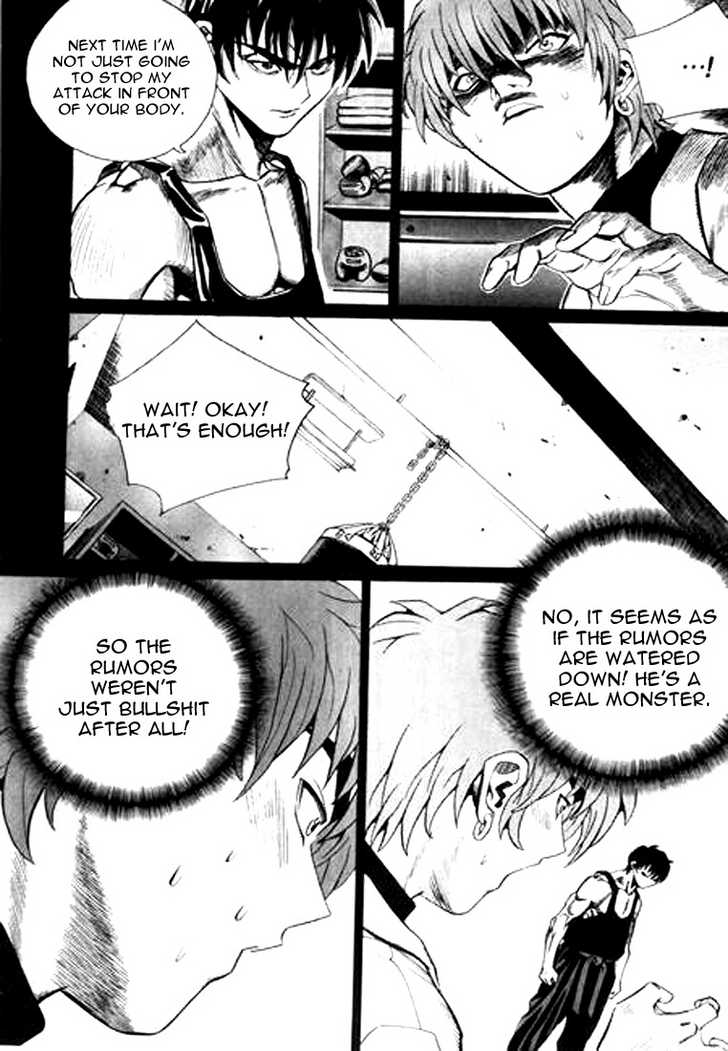 NEXT TIME I'M
NOT JUST GOING
TO STOP MY
ATTACK IN FRONT
OF YOUR BODY.
...!
WAIT! OKAY!
THAT'S ENOUGH!
SO THE
RUMORS
WEREN'T
JUST BULLSHIT
AFTER ALL!
NO, IT SEEMS AS
IF THE RUMORS
ARE WATERED
DOWN! HE'S A
REAL MONSTER.